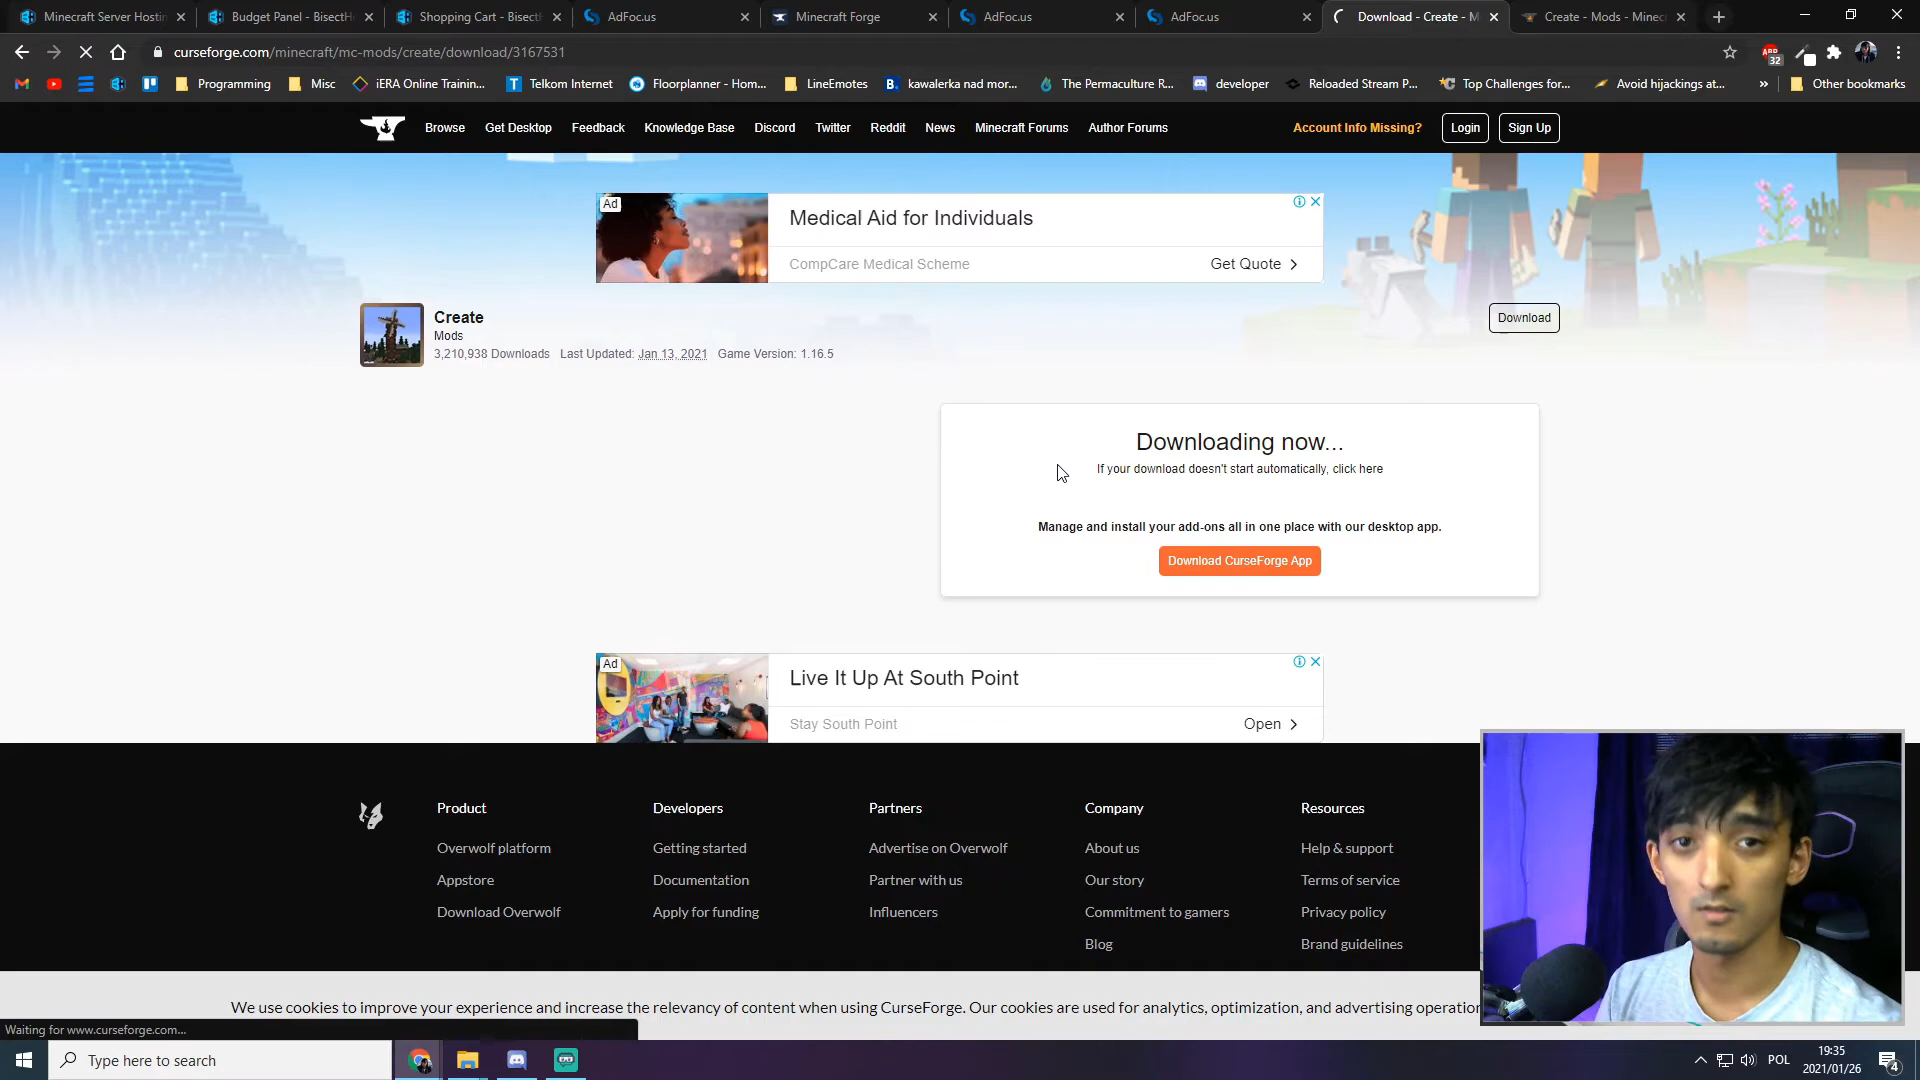 Minecraft Server Hostin
Budget Panel - BisectH
Shopping Cart - Bisect
AdFoc.us
Minecraft Forge
AdFoc.us
AdFoc.us
Download - Create - M
Create - Mods - Minec
curseforge.com/minecraft/mc-mods/create/download/3167531
ABP
32
Programming
Misc
iERA Online Trainin...
Telkom Internet
Floorplanner - Hom...
LineEmotes
kawalerka nad mor...
The Permaculture R...
developer
Reloaded Stream P...
Top Challenges for...
Avoid hijackings at...
Other bookmarks
Browse
Get Desktop
Feedback
Knowledge Base
Discord
Twitter
Reddit
News
Minecraft Forums
Author Forums
Account Info Missing?
Login
Sign Up
Ad
Medical Aid for Individuals
CompCare Medical Scheme
Get Quote
Create
Mods
3,210,938 Downloads Last Updated: Jan 13, 2021 Game Version: 1.16.5
Download
Downloading now...
If your download doesn't start automatically, click here
Manage and install your add-ons all in one place with our desktop app.
Download CurseForge App
Ad
Live It Up At South Point
Stay South Point
Open
Product
Overwolf platform
Appstore
Download Overwolf
Developers
Getting started
Documentation
Apply for funding
Partners
Advertise on Overwolf
Partner with us
Influencers
Company
About us
Our story
Commitment to gamers
Blog
Resources
Help & support
Terms of service
Privacy policy
Brand guidelines
We use cookies to improve your experience and increase the relevancy of content when using CurseForge. Our cookies are used for analytics, optimization, and advertising operation
Waiting for www.curseforge.com...
Type here to search
POL
19:35
2021/01/26
4